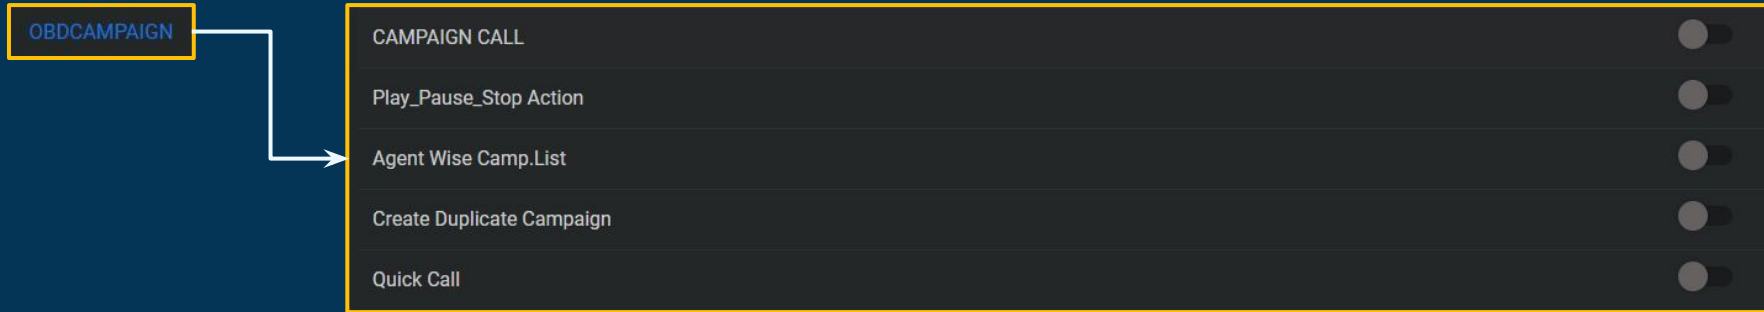 OBDCAMPAIGN
CAMPAIGN CALL
Play_Pause_Stop Action
Agent Wise Camp.List
Create Duplicate Campaign
Quick Call